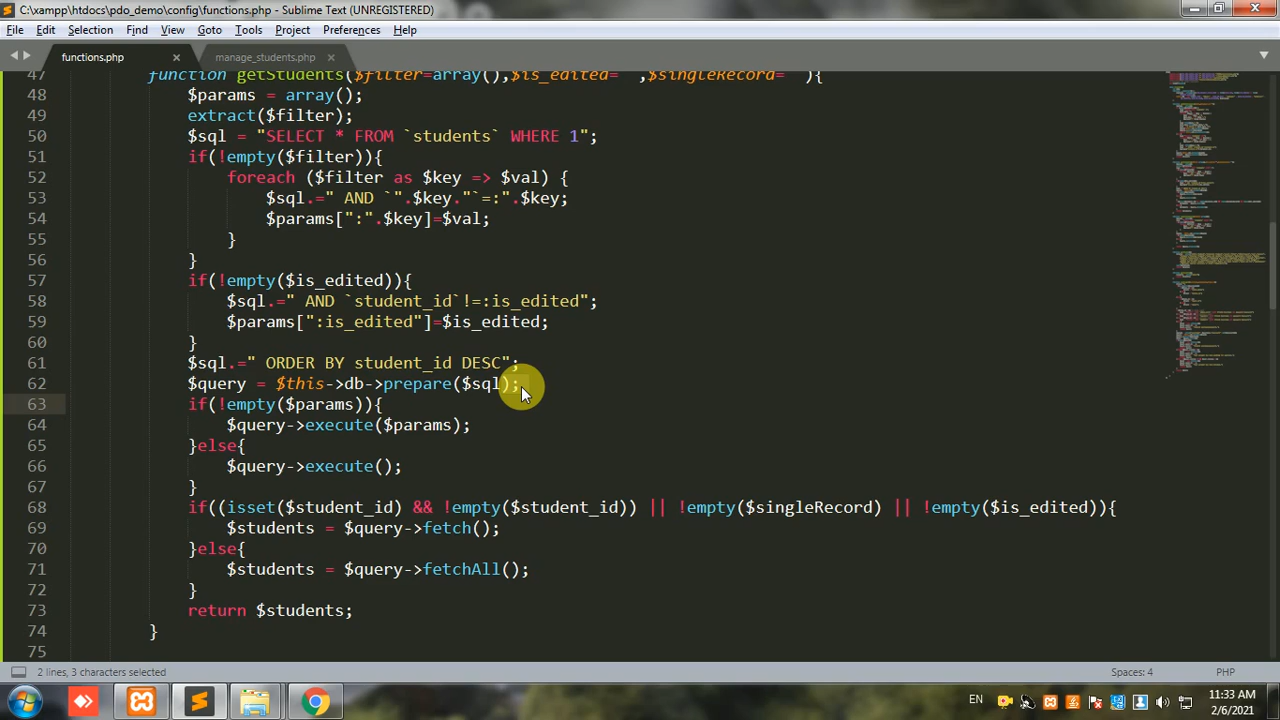 C:\xampp\htdocs\pdo_demo\config\functions.php - Sublime Text (UNREGISTERED)
File Edit Selection Find View Goto Tools Project Preferences Help
functions.php × manage_students.php ×
47 function getStudents($filter=array(),$is_edited= ,$singleRecord= ){
48 $params = array();
49 extract($filter);
50 $sql = "SELECT * FROM `students` WHERE 1";
51 if(!empty($filter)){
52 foreach ($filter as $key => $val) {
53 $sql.=" AND `".$key."`=:".$key;
54 $params[":".$key]=$val;
55 }
56 }
57 if(!empty($is_edited)){
58 $sql.=" AND `student_id`!=:is_edited";
59 $params[":is_edited"]=$is_edited;
60 }
61 $sql.=" ORDER BY student_id DESC";
62 $query = $this->db->prepare($sql);
63 if(!empty($params)){
64 $query->execute($params);
65 }else{
66 $query->execute();
67 }
68 if((isset($student_id) && !empty($student_id)) || !empty($singleRecord) || !empty($is_edited)){
69 $students = $query->fetch();
70 }else{
71 $students = $query->fetchAll();
72 }
73 return $students;
74 }
75
2 lines, 3 characters selected Spaces: 4 PHP
EN 11:33 AM
2/6/2021